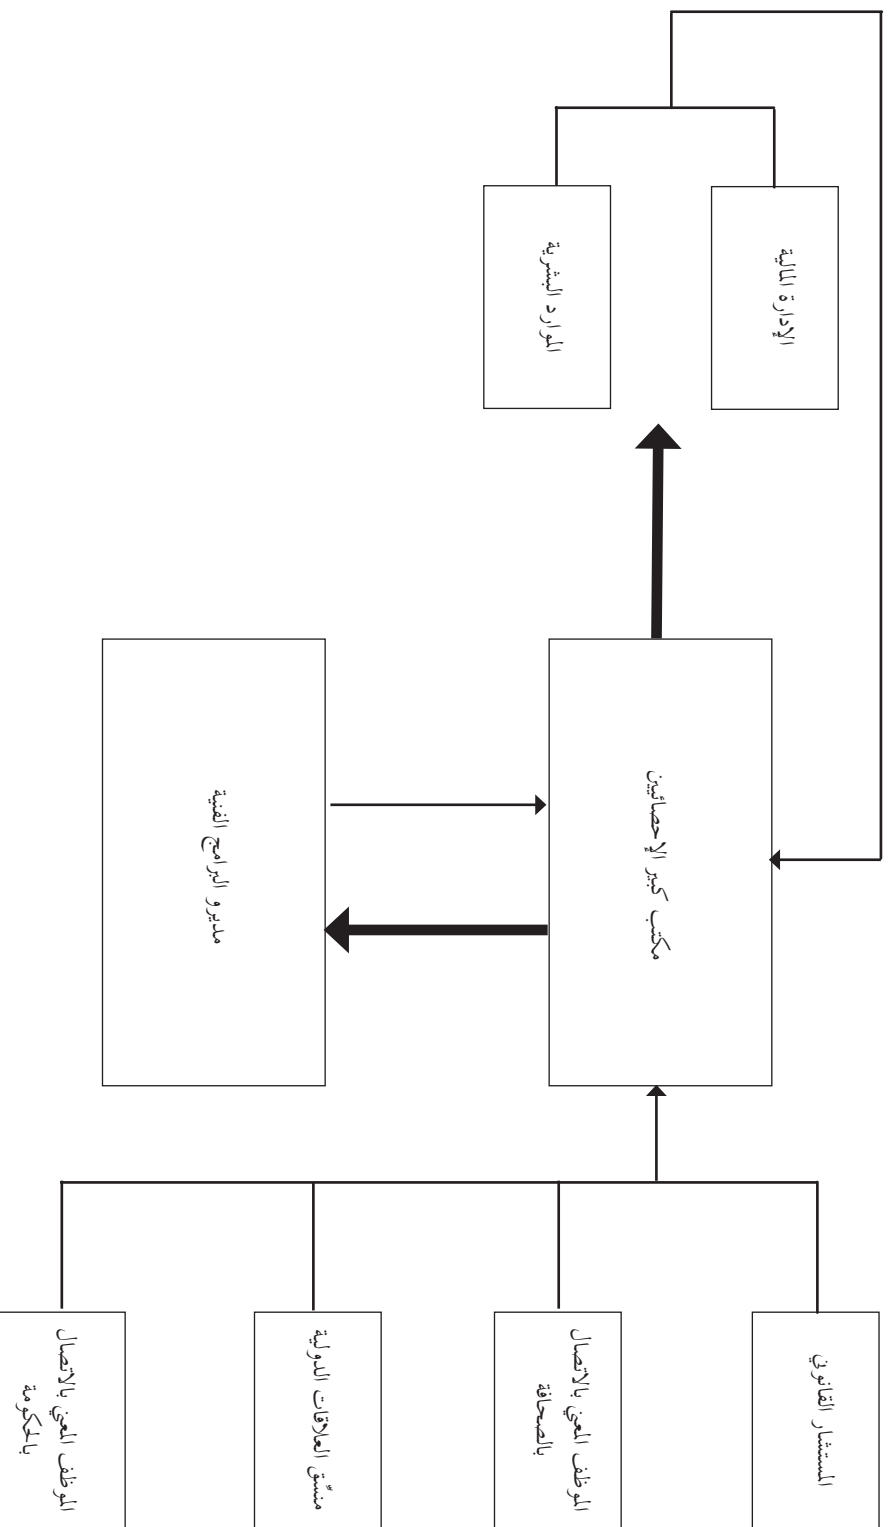 الإدارة المالية
الموارد البشرية
مكتب كبير الإحصائيين
مديرو البرامج الفنية
المستشار القانوني
الموظف المعني بالاتصال
بالصحافة
منسّق العلاقات الدولية
الموظف المعني بالاتصال
بالحكومة